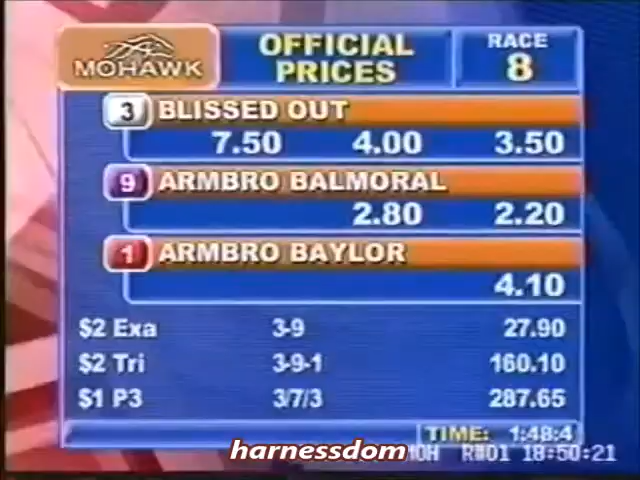 MOHAWK
OFFICIAL PRICES
RACE 8
3 BLISSED OUT
7.50 4.00 3.50
9 ARMBRO BALMORAL
2.80 2.20
1 ARMBRO BAYLOR
4.10
$2 Exa 3-9 27.90
$2 Tri 3-9-1 160.10
$1 P3 3/7/3 287.65
TIME: 1:48:4
harnessdom
18:50:21